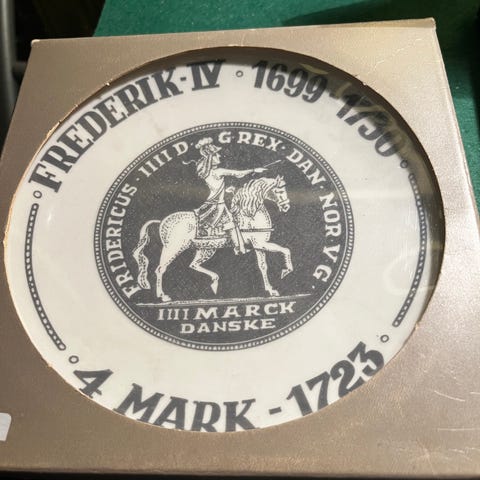 FREDERIK·IV · 1699-1730
FRIDERICUS · IIII D · G · REX · DAN · NOR · V · G ·
IIII MARCK
DANSKE
4 MARK - 1723